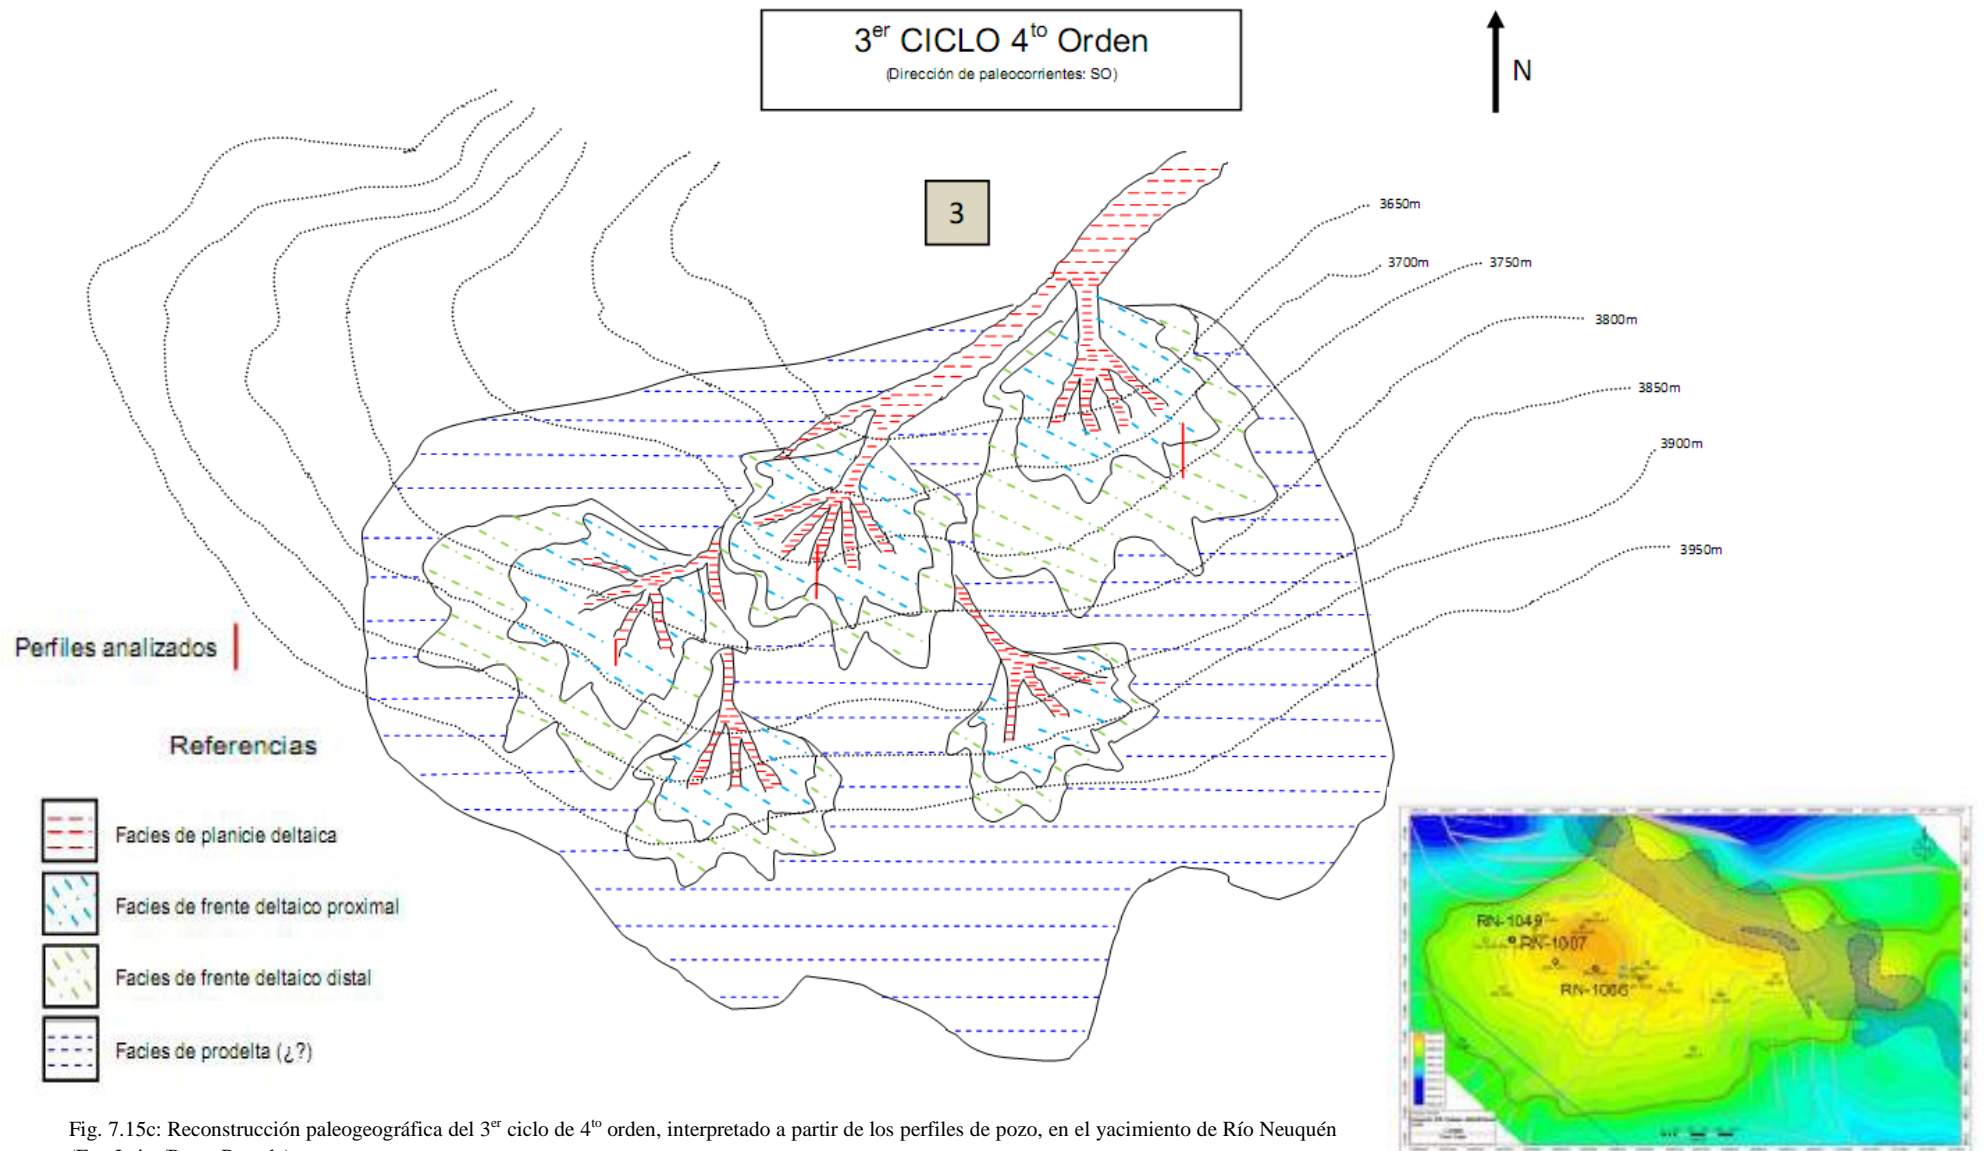 3er CICLO 4to Orden
(Dirección de paleocorrientes: SO)
N
3
3650m
3700m
3750m
3800m
3850m
3900m
3950m
Perfiles analizados
Referencias
Facies de planicie deltaica
Facies de frente deltaico proximal
Facies de frente deltaico distal
Facies de prodelta (¿?)
RN-1049
RN-1007
RN-1066
Fig. 7.15c: Reconstrucción paleogeográfica del 3er ciclo de 4to orden, interpretado a partir de los perfiles de pozo, en el yacimiento de Río Neuquén